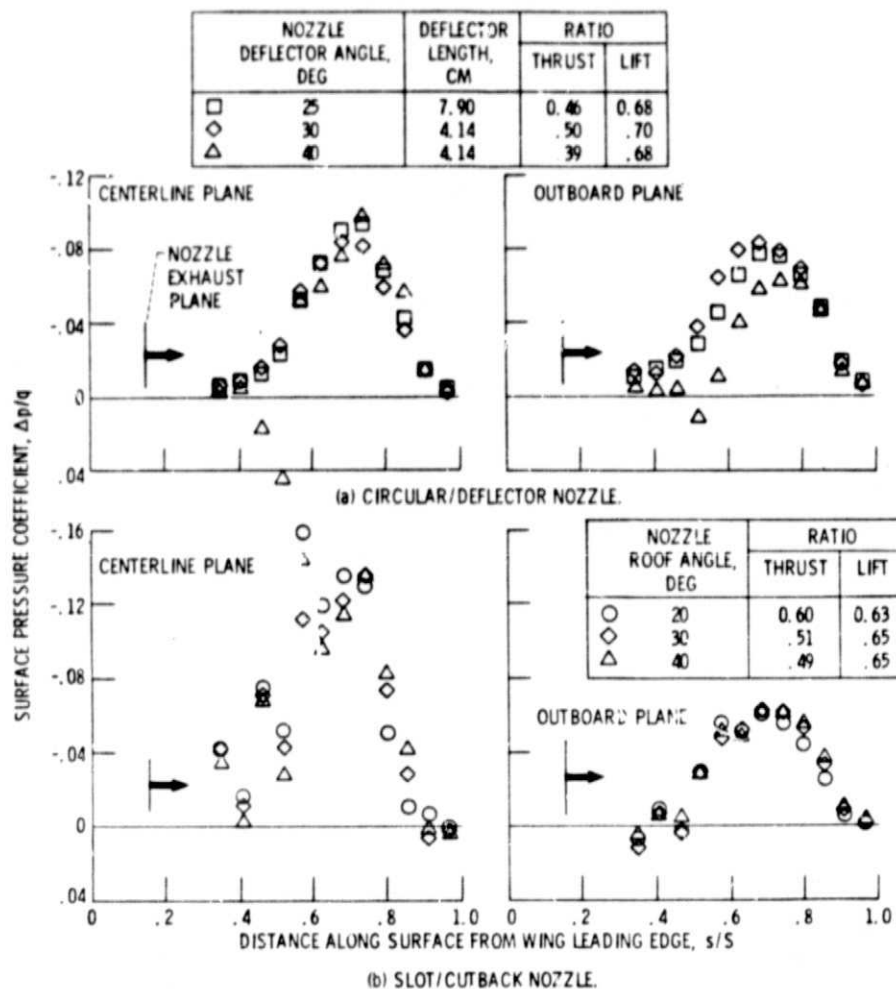 NOZZLE DEFLECTOR ANGLE, DEG | DEFLECTOR LENGTH, CM | RATIO
THRUST | LIFT
□ 25 | 7.90 | 0.46 | 0.68
◇ 30 | 4.14 | .50 | .70
△ 40 | 4.14 | .39 | .68
-.12
-.08
-.04
0
.04
CENTERLINE PLANE
NOZZLE
EXHAUST
PLANE
OUTBOARD PLANE
(a) CIRCULAR/DEFLECTOR NOZZLE.
SURFACE PRESSURE COEFFICIENT, Δp/q
-.16
-.12
-.08
-.04
0
.04
CENTERLINE PLANE
NOZZLE ROOF ANGLE, DEG | RATIO
THRUST | LIFT
○ 20 | 0.60 | 0.63
◇ 30 | .51 | .65
△ 40 | .49 | .65
OUTBOARD PLANE
0 .2 .4 .6 .8 1.0
0 .2 .4 .6 .8 1.0
DISTANCE ALONG SURFACE FROM WING LEADING EDGE, s/S
(b) SLOT/CUTBACK NOZZLE.